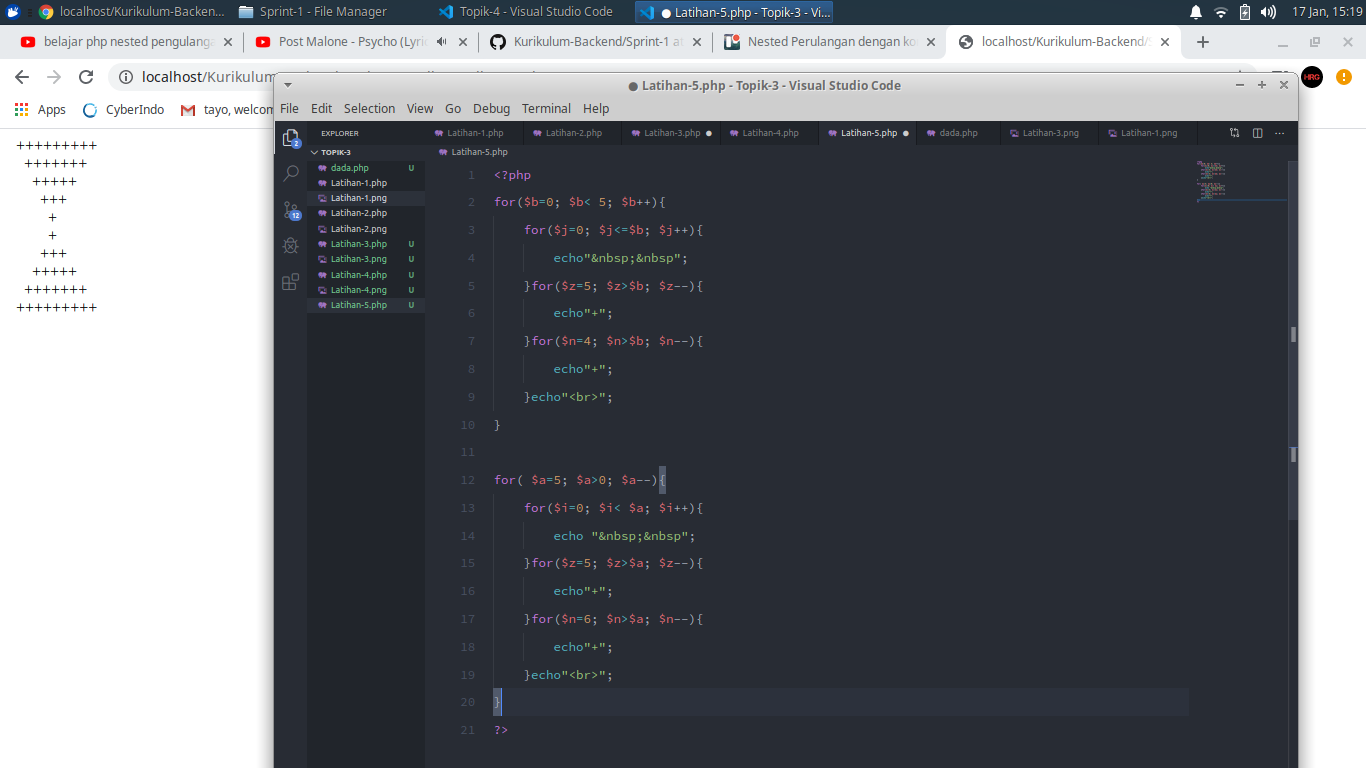 localhost/Kurikulum-Backen...
Sprint-1 - File Manager
Topik-4 - Visual Studio Code
● Latihan-5.php - Topik-3 - Vi...
17 Jan, 15:19
belajar php nested pengulanga
Post Malone - Psycho (Lyric
Kurikulum-Backend/Sprint-1 at
Nested Perulangan dengan ko
localhost/Kurikulum-Backend/S
localhost/Kurikulum
HRG
Apps
CyberIndo
tayo, welcom
+++++++++
+++++++
+++++
+++
+
+
+++
+++++
+++++++
+++++++++
● Latihan-5.php - Topik-3 - Visual Studio Code
File Edit Selection View Go Debug Terminal Help
EXPLORER
TOPIK-3
dada.php U
Latihan-1.php
Latihan-1.png
Latihan-2.php
Latihan-2.png
Latihan-3.php U
Latihan-3.png U
Latihan-4.php U
Latihan-4.png U
Latihan-5.php U
2
12
Latihan-1.php
Latihan-2.php
Latihan-3.php ●
Latihan-4.php
Latihan-5.php ●
dada.php
Latihan-3.png
Latihan-1.png
Latihan-5.php
1 <?php
2 for($b=0; $b< 5; $b++){
3 for($j=0; $j<=$b; $j++){
4 echo"&nbsp;&nbsp";
5 }for($z=5; $z>$b; $z--){
6 echo"+";
7 }for($n=4; $n>$b; $n--){
8 echo"+";
9 }echo"<br>";
10 }
11
12 for( $a=5; $a>0; $a--){
13 for($i=0; $i< $a; $i++){
14 echo "&nbsp;&nbsp";
15 }for($z=5; $z>$a; $z--){
16 echo"+";
17 }for($n=6; $n>$a; $n--){
18 echo"+";
19 }echo"<br>";
20 }
21 ?>